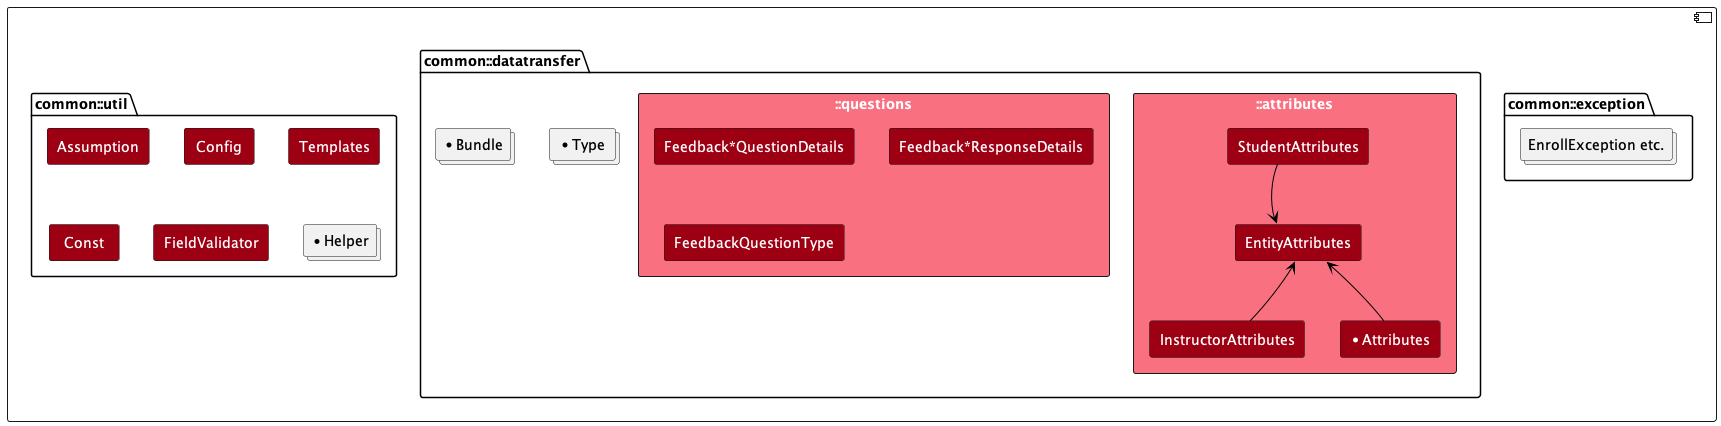 common::util
Assumption
Config
Templates
Const
FieldValidator
• Helper
common::datatransfer
• Bundle
• Type
::questions
Feedback*QuestionDetails
Feedback*ResponseDetails
FeedbackQuestionType
::attributes
StudentAttributes
EntityAttributes
InstructorAttributes
• Attributes
common::exception
EnrollException etc.